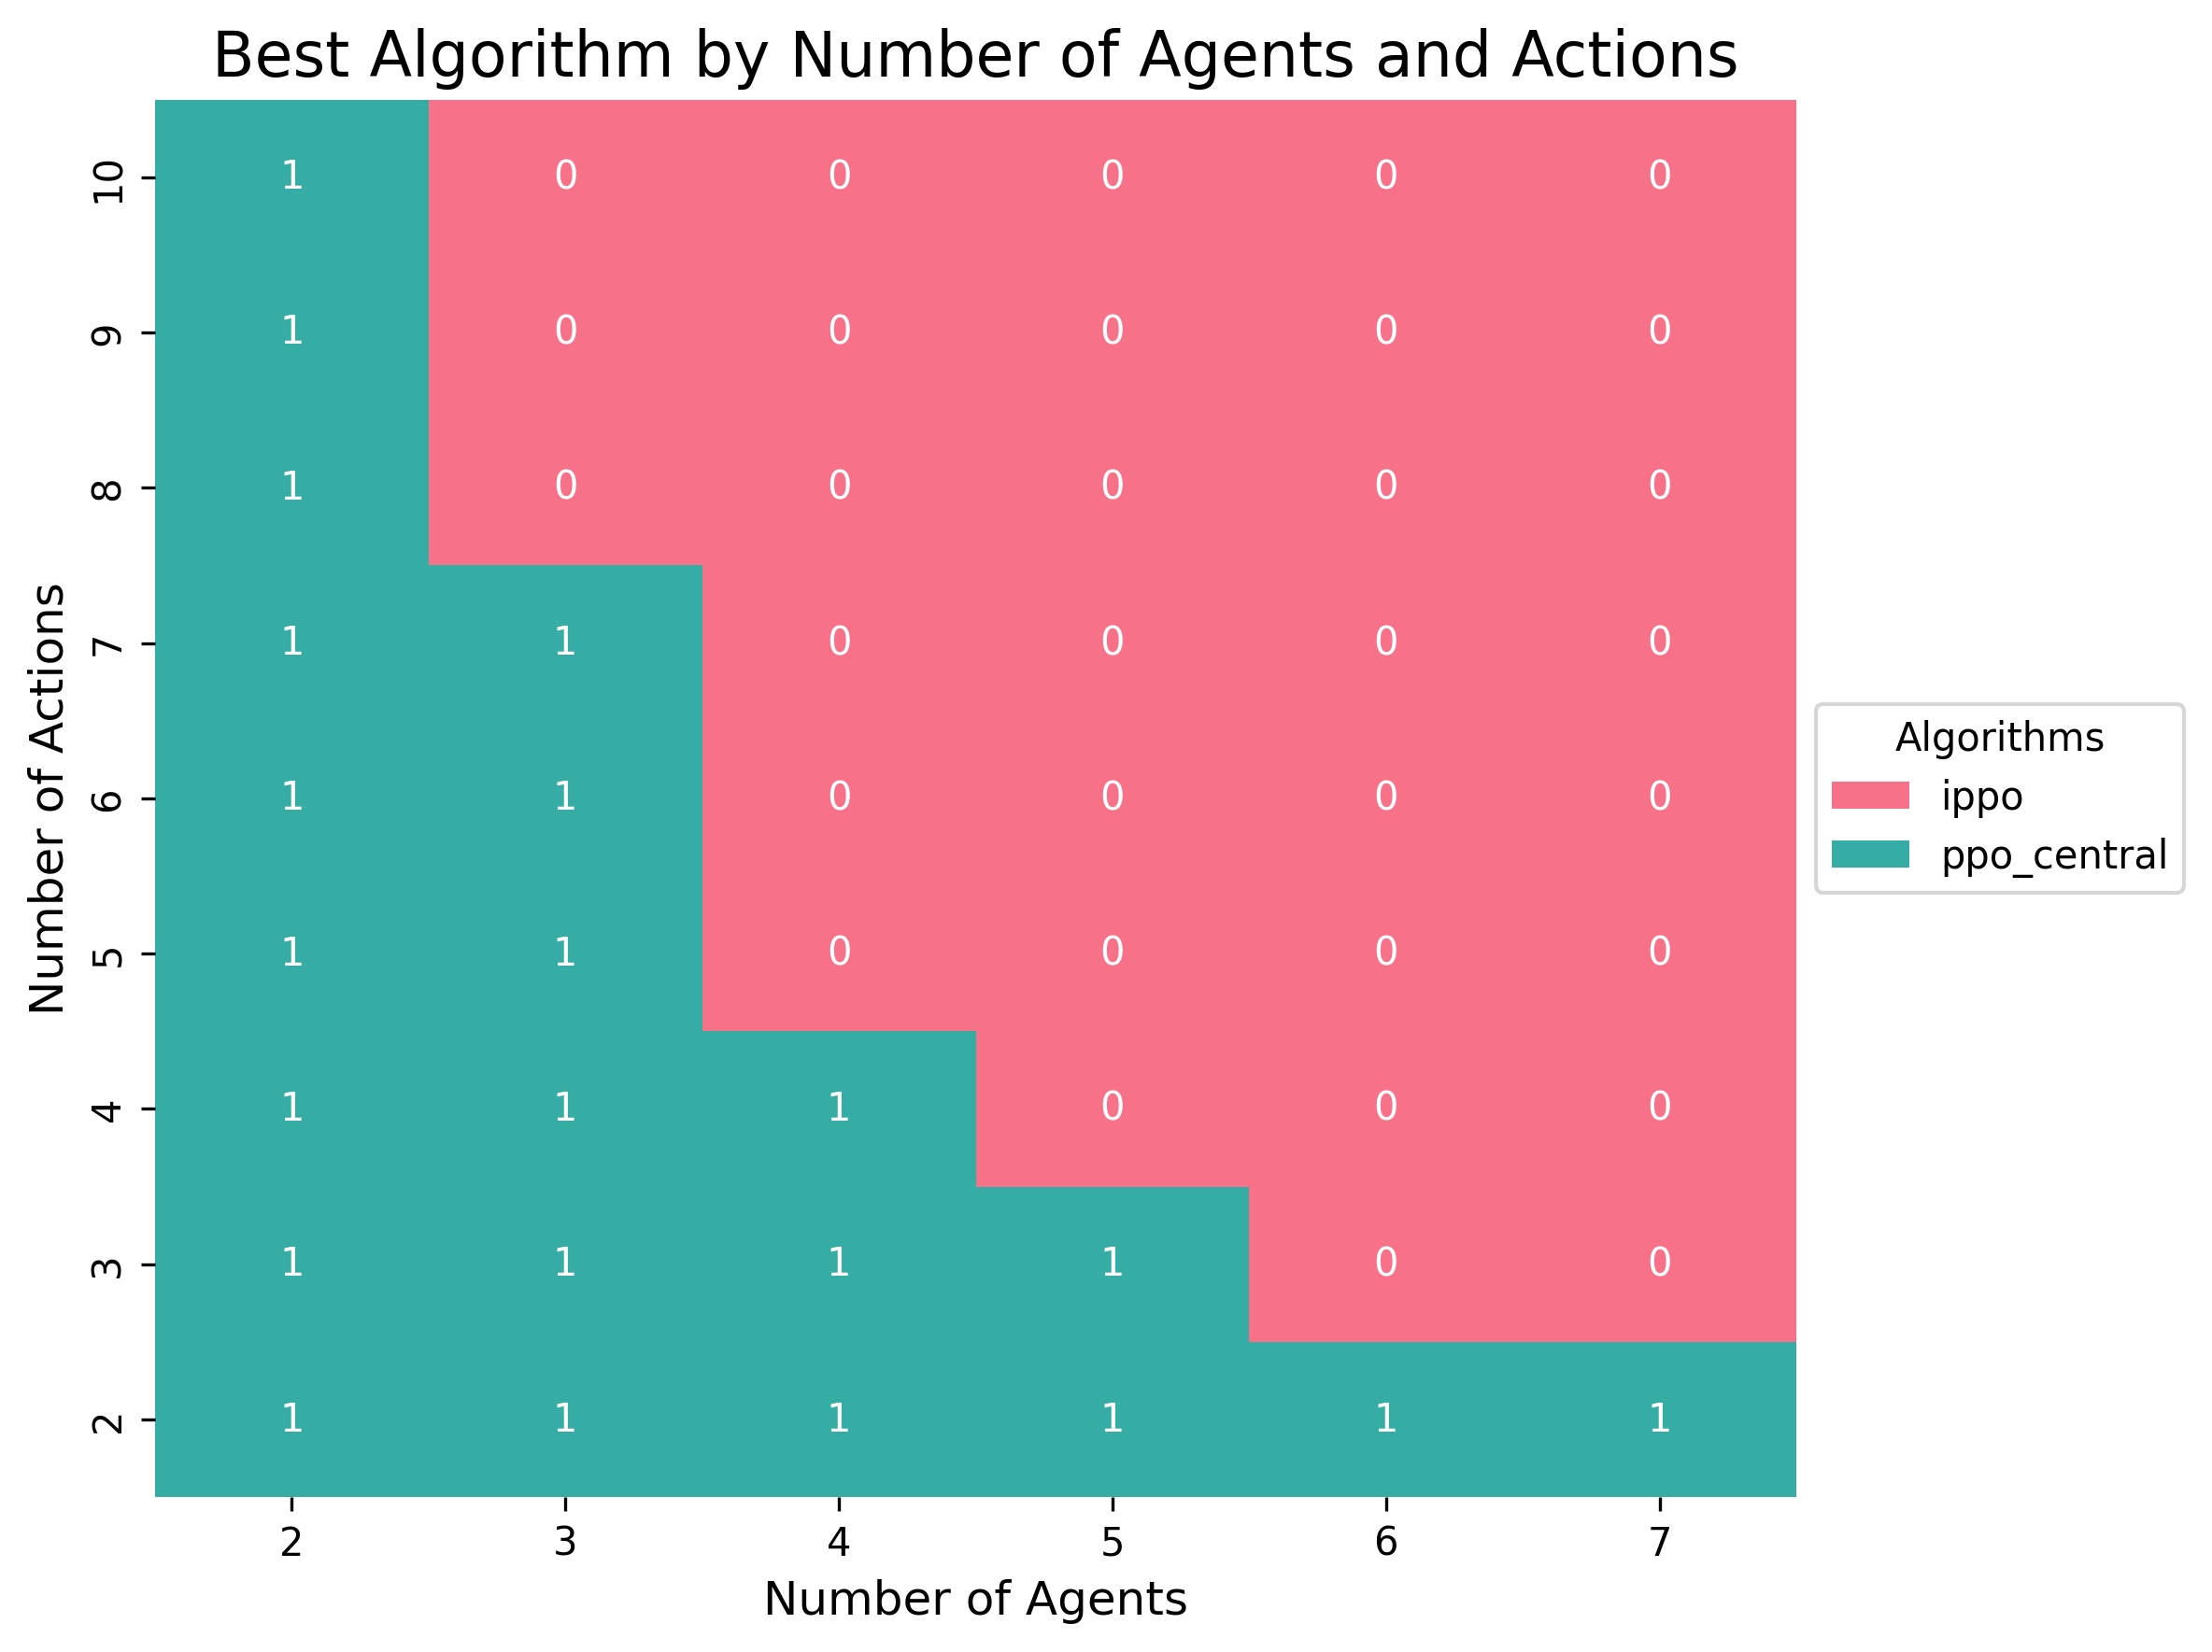 Best Algorithm by Number of Agents and Actions
Number of Actions
10 1 0 0 0 0 0
9 1 0 0 0 0 0
8 1 0 0 0 0 0
7 1 1 0 0 0 0
6 1 1 0 0 0 0
5 1 1 0 0 0 0
4 1 1 1 0 0 0
3 1 1 1 1 0 0
2 1 1 1 1 1 1
2 3 4 5 6 7
Number of Agents
Algorithms
ippo
ppo_central